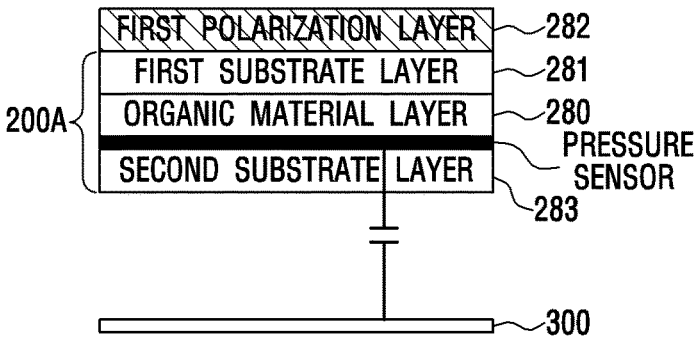 FIRST POLARIZATION LAYER 282
FIRST SUBSTRATE LAYER 281
200A
ORGANIC MATERIAL LAYER 280
PRESSURE
SENSOR
SECOND SUBSTRATE LAYER
283
300